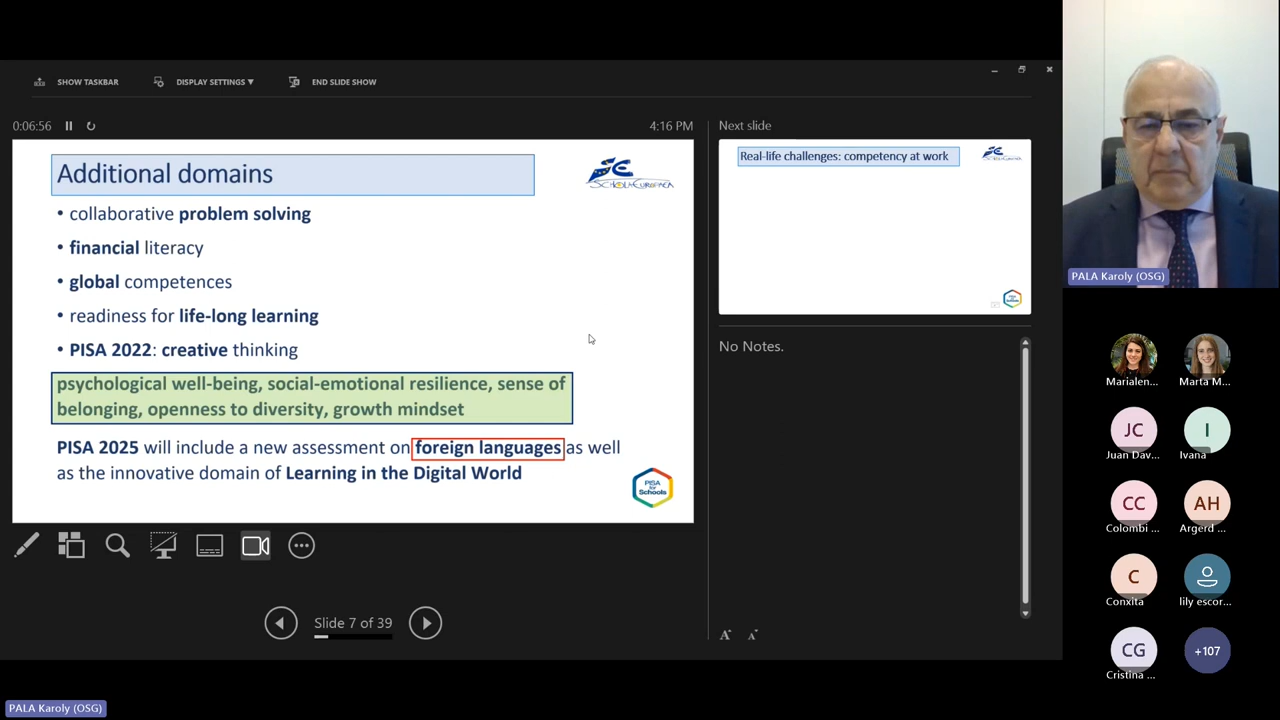 SHOW TASKBAR
DISPLAY SETTINGS ▼
END SLIDE SHOW
0:06:56
4:16 PM
Additional domains
SCHOLA EUROPAEA
• collaborative problem solving
• financial literacy
• global competences
• readiness for life-long learning
• PISA 2022: creative thinking
psychological well-being, social-emotional resilience, sense of
belonging, openness to diversity, growth mindset
PISA 2025 will include a new assessment on foreign languages as well
as the innovative domain of Learning in the Digital World
PISA
for
Schools
Slide 7 of 39
Next slide
Real-life challenges: competency at work
No Notes.
A A
PALA Karoly (OSG)
Marialen...
Marta M...
JC
Juan Dav...
I
Ivana
CC
Colombi ...
AH
Argerd ...
C
Conxita
lily escor...
CG
Cristina ...
+107
PALA Karoly (OSG)